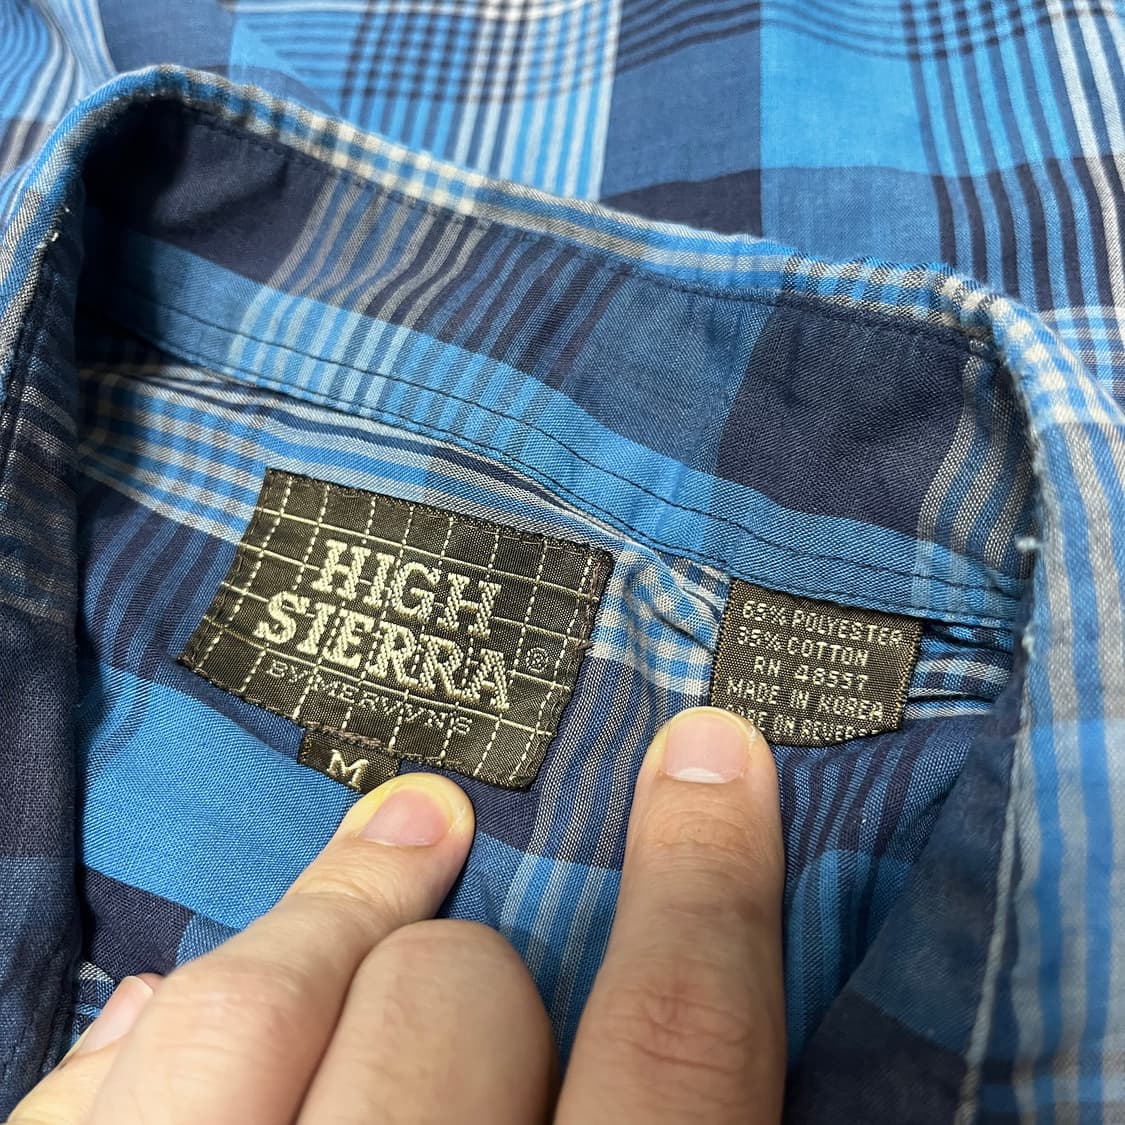 HIGH
SIERRA ®
BY MERVYN'S
M
65% POLYESTER
35% COTTON
RN 48557
MADE IN KOREA